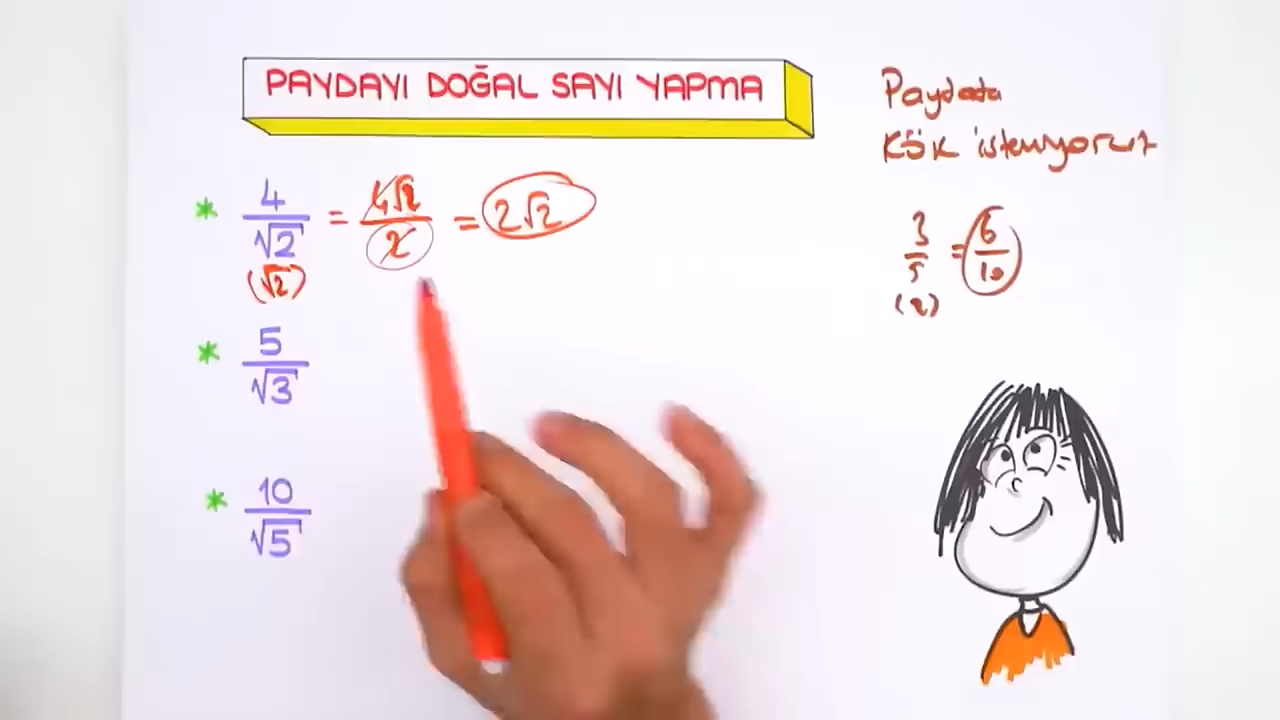 PAYDAYI DOĞAL SAYI YAPMA
Paydada
KÖK istemiyoruz
* 4/√2 = 4√2/2 = 2√2
(√2)
3/5 = 6/10
(2)
* 5/√3
* 10/√5